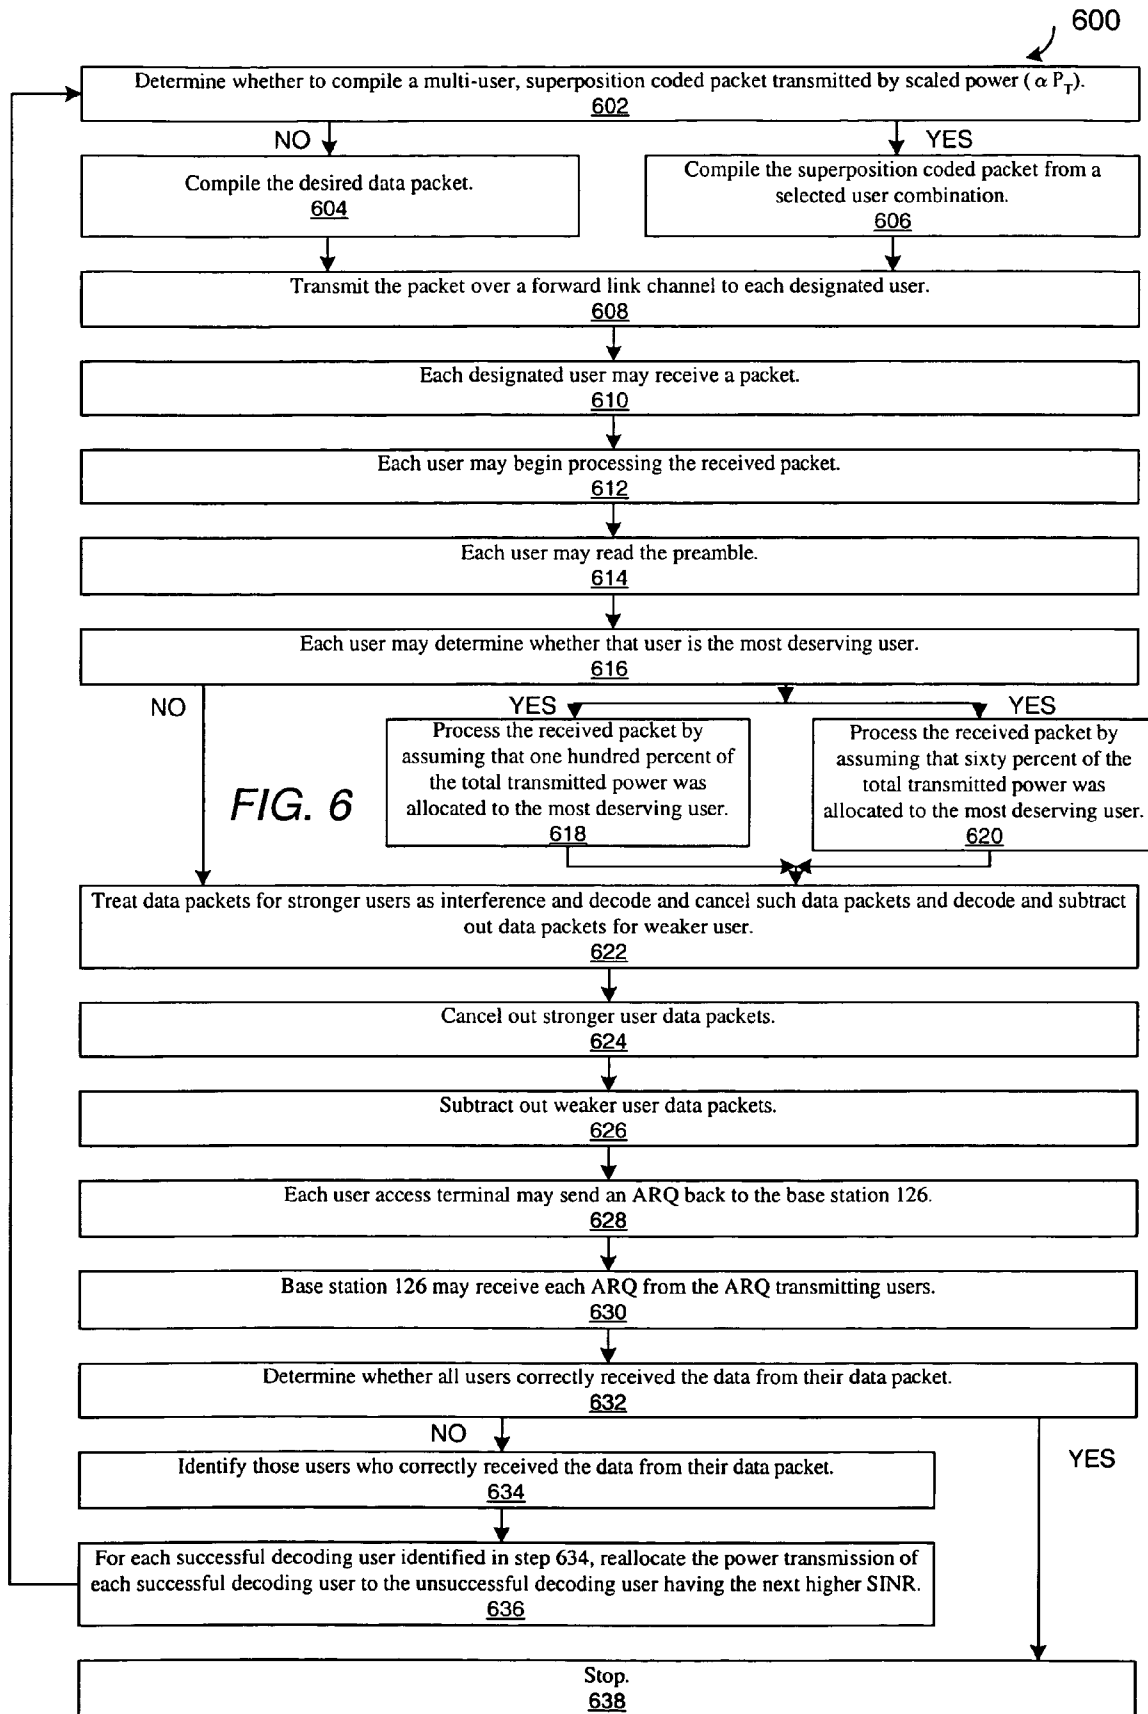 600
Determine whether to compile a multi-user, superposition coded packet transmitted by scaled power ( α P_T).
602
NO
YES
Compile the desired data packet.
604
Compile the superposition coded packet from a
selected user combination.
606
Transmit the packet over a forward link channel to each designated user.
608
Each designated user may receive a packet.
610
Each user may begin processing the received packet.
612
Each user may read the preamble.
614
Each user may determine whether that user is the most deserving user.
616
NO
YES
YES
Process the received packet by
assuming that one hundred percent of
the total transmitted power was
allocated to the most deserving user.
618
Process the received packet by
assuming that sixty percent of the
total transmitted power was
allocated to the most deserving user.
620
FIG. 6
Treat data packets for stronger users as interference and decode and cancel such data packets and decode and subtract
out data packets for weaker user.
622
Cancel out stronger user data packets.
624
Subtract out weaker user data packets.
626
Each user access terminal may send an ARQ back to the base station 126.
628
Base station 126 may receive each ARQ from the ARQ transmitting users.
630
Determine whether all users correctly received the data from their data packet.
632
NO
YES
Identify those users who correctly received the data from their data packet.
634
For each successful decoding user identified in step 634, reallocate the power transmission of
each successful decoding user to the unsuccessful decoding user having the next higher SINR.
636
Stop.
638